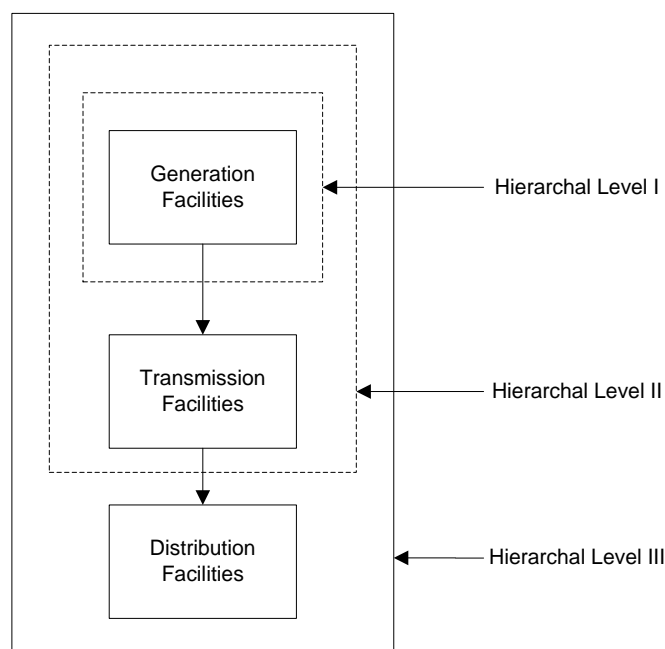 Generation
Facilities
Hierarchal Level I
Transmission
Facilities
Hierarchal Level II
Distribution
Facilities
Hierarchal Level III